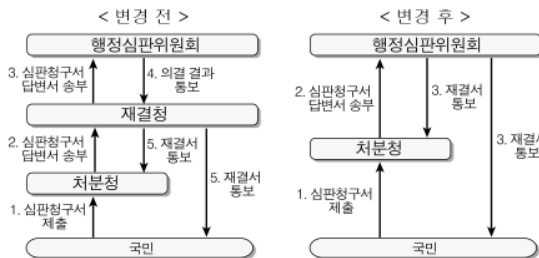 < 변경 전 >
행정심판위원회
3. 심판청구서
답변서 송부
4. 의결 결과
통보
재결청
2. 심판청구서
답변서 송부
5. 재결서
통보
처분청
5. 재결서
통보
1. 심판청구서
제출
국민
< 변경 후 >
행정심판위원회
2. 심판청구서
답변서 송부
3. 재결서
통보
처분청
3. 재결서
통보
1. 심판청구서
제출
국민